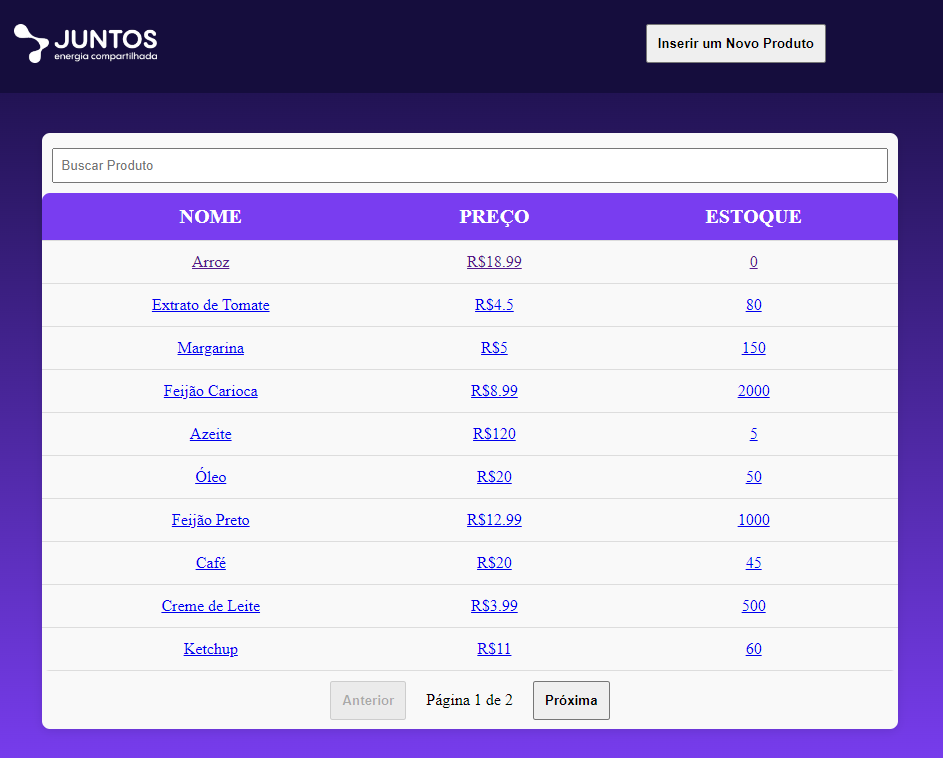 JUNTOS
energia compartilhada
Inserir um Novo Produto
Buscar Produto
NOME PREÇO ESTOQUE
Arroz R$18.99 0
Extrato de Tomate R$4.5 80
Margarina R$5 150
Feijão Carioca R$8.99 2000
Azeite R$120 5
Óleo R$20 50
Feijão Preto R$12.99 1000
Café R$20 45
Creme de Leite R$3.99 500
Ketchup R$11 60
Anterior Página 1 de 2 Próxima